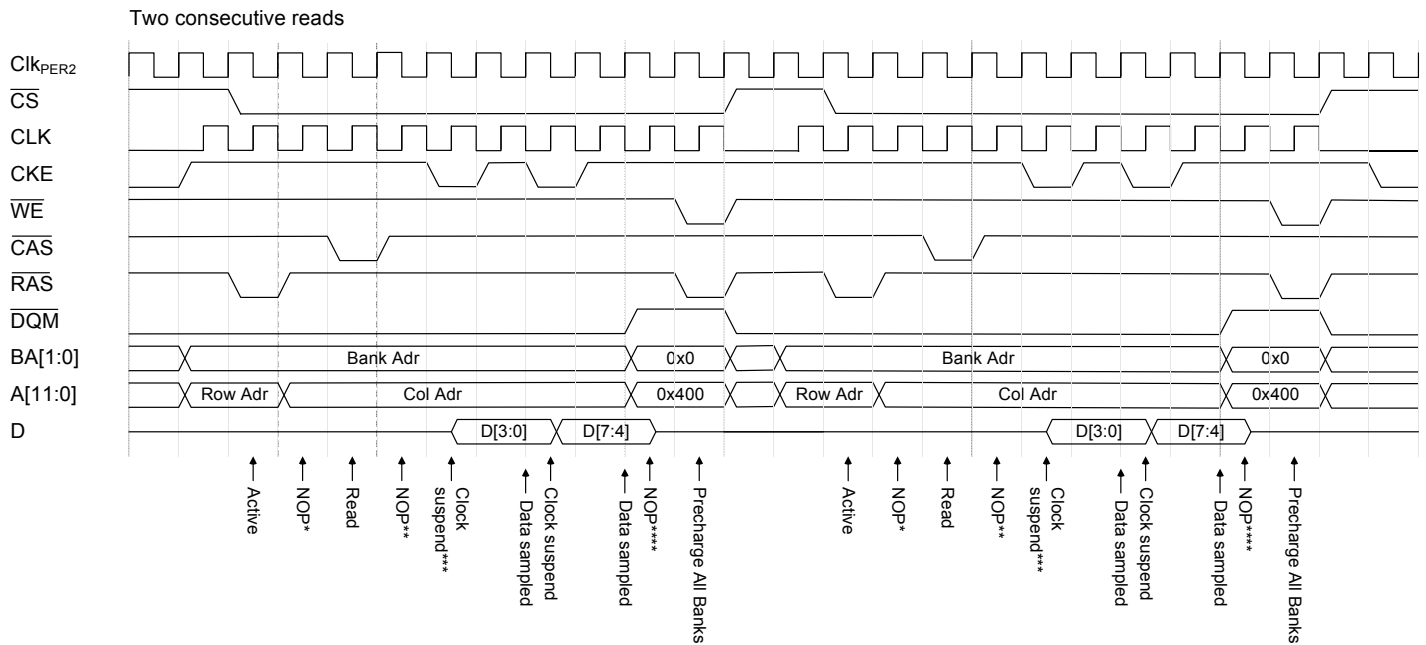 Two consecutive reads
ClkPER2
CS
CLK
CKE
WE
CAS
RAS
DQM
BA[1:0] Bank Adr 0x0 Bank Adr 0x0
A[11:0] Row Adr Col Adr 0x400 Row Adr Col Adr 0x400
D D[3:0] D[7:4] D[3:0] D[7:4]
Active
NOP*
Read
NOP**
Clock
suspend***
Data sampled
Clock suspend
Data sampled
NOP****
Precharge All Banks
Active
NOP*
Read
NOP**
Clock
suspend***
Data sampled
Clock suspend
Data sampled
NOP****
Precharge All Banks